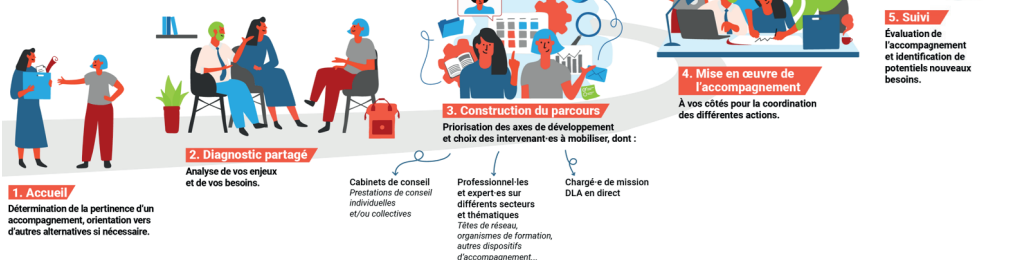 1. Accueil
Détermination de la pertinence d’un
accompagnement, orientation vers
d’autres alternatives si nécessaire.
2. Diagnostic partagé
Analyse de vos enjeux
et de vos besoins.
3. Construction du parcours
Priorisation des axes de développement
et choix des intervenant·es à mobiliser, dont :
Cabinets de conseil
Prestations de conseil
individuelles
et/ou collectives
Professionnel·les
et expert·es sur
différents secteurs
et thématiques
Têtes de réseau,
organismes de formation,
autres dispositifs
d’accompagnement...
Chargé·e de mission
DLA en direct
4. Mise en œuvre de
l’accompagnement
À vos côtés pour la coordination
des différentes actions.
5. Suivi
Évaluation de
l’accompagnement
et identification de
potentiels nouveaux
besoins.